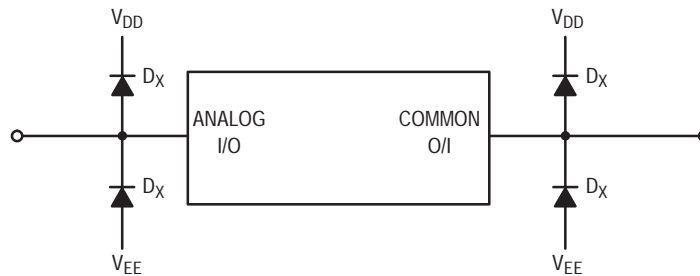 VDD
VDD
DX
DX
ANALOG
I/O
COMMON
O/I
DX
DX
VEE
VEE